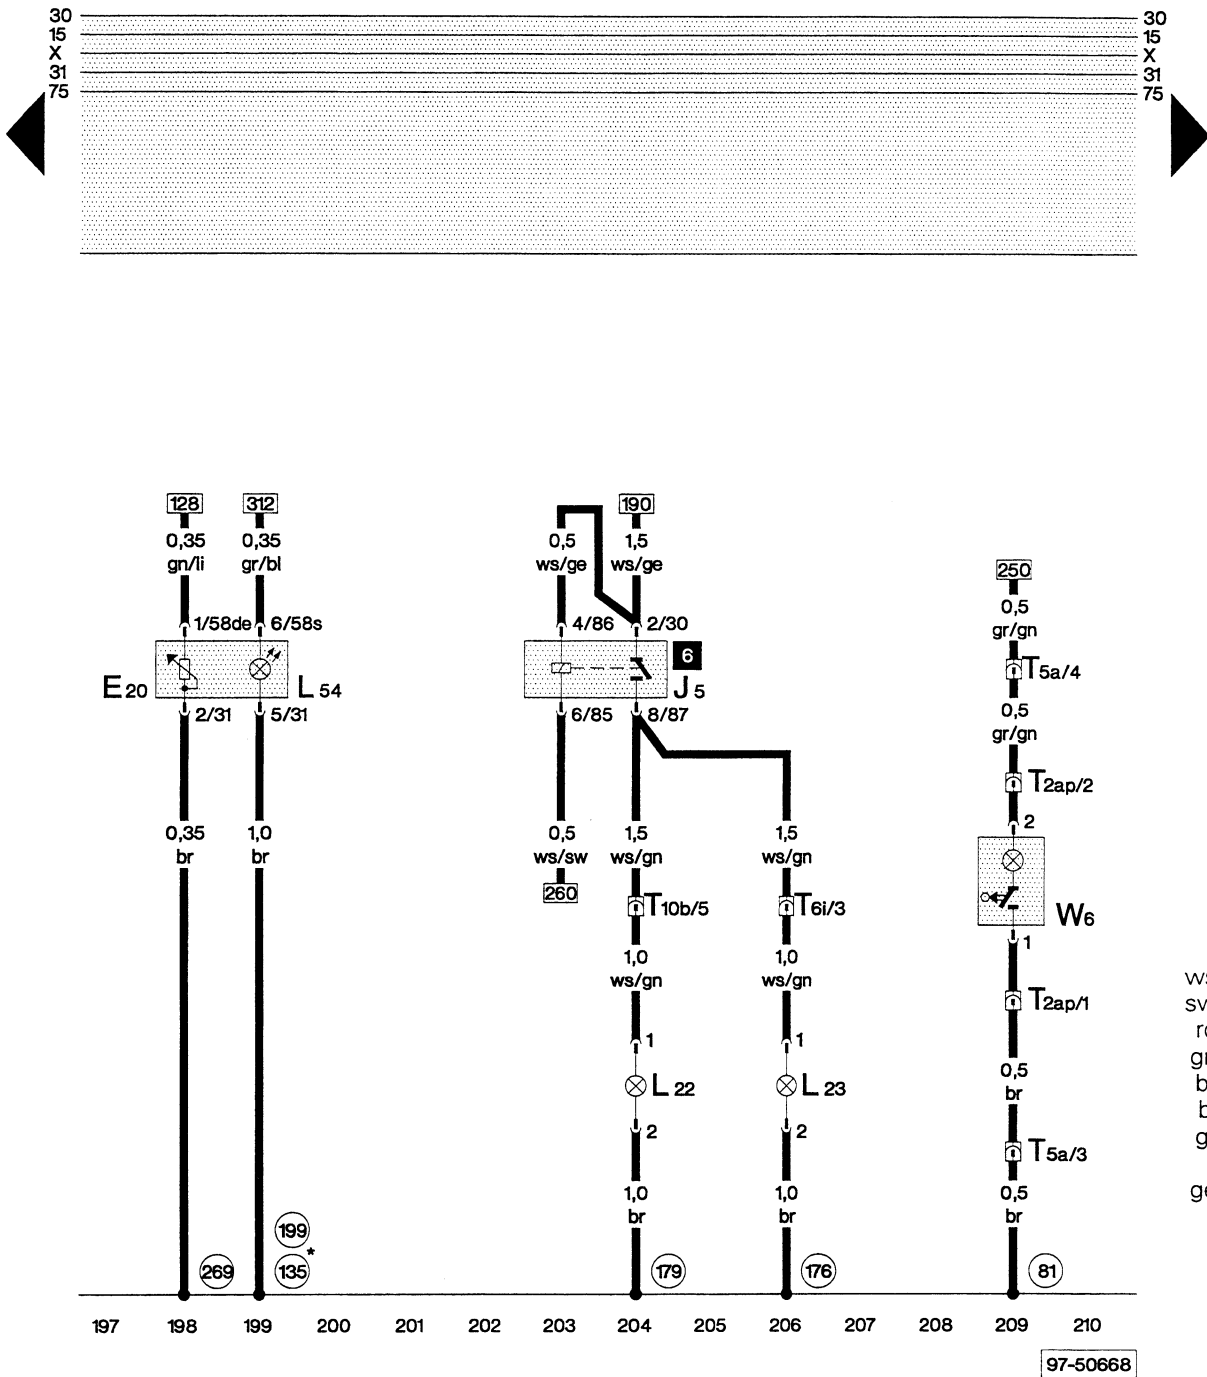 30 30
15 15
X X
31 31
75 75
128 312 190
0,35 0,35 0,5 1,5
gn/li gr/bl ws/ge ws/ge
250
0,5
gr/gn
1/58de 6/58s 4/86 2/30
6
T5a/4
E20 L54 J5
2/31 5/31 6/85 8/87
0,5
gr/gn
T2ap/2
2
0,35 1,0 0,5 1,5 1,5
br br ws/sw ws/gn ws/gn
260
T10b/5 T6i/3
W6
1
1,0 1,0
ws/gn ws/gn
T2ap/1
1 1
0,5
br
L22 L23
2 2
T5a/3
1,0 1,0 0,5
br br br
199
*
269 135 179 176 81
197 198 199 200 201 202 203 204 205 206 207 208 209 210
97-50668
ws
ge